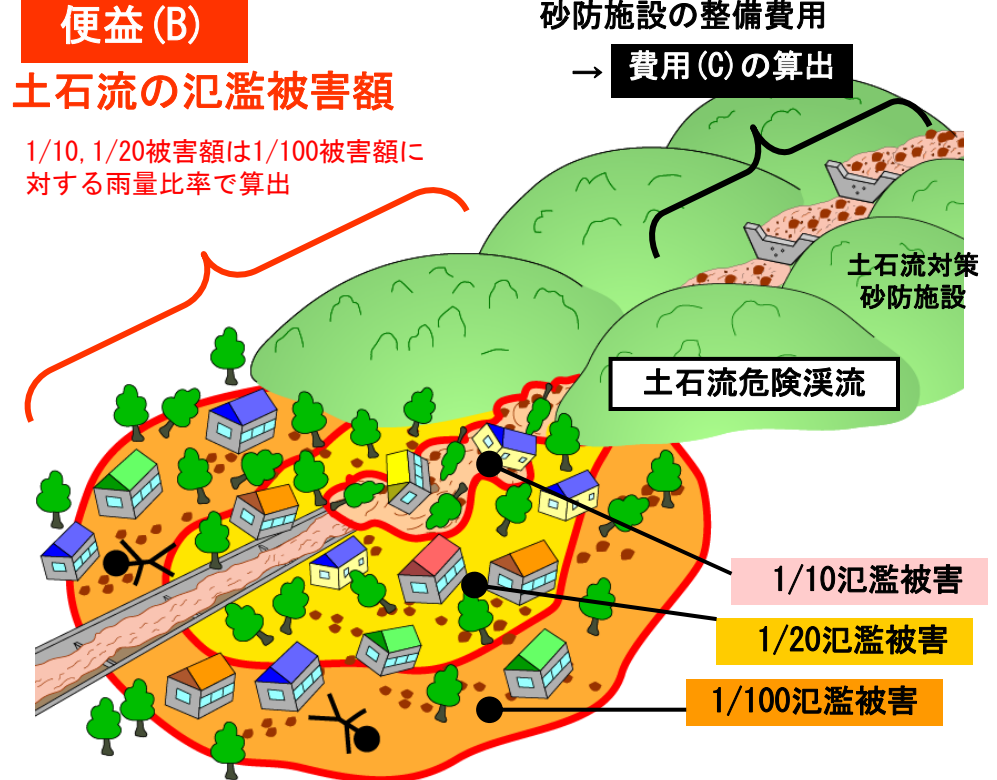 便益(B)
土石流の氾濫被害額
1/10,1/20被害額は1/100被害額に
対する雨量比率で算出
砂防施設の整備費用
→ 費用(C)の算出
土石流対策
砂防施設
土石流危険渓流
1/10氾濫被害
1/20氾濫被害
1/100氾濫被害